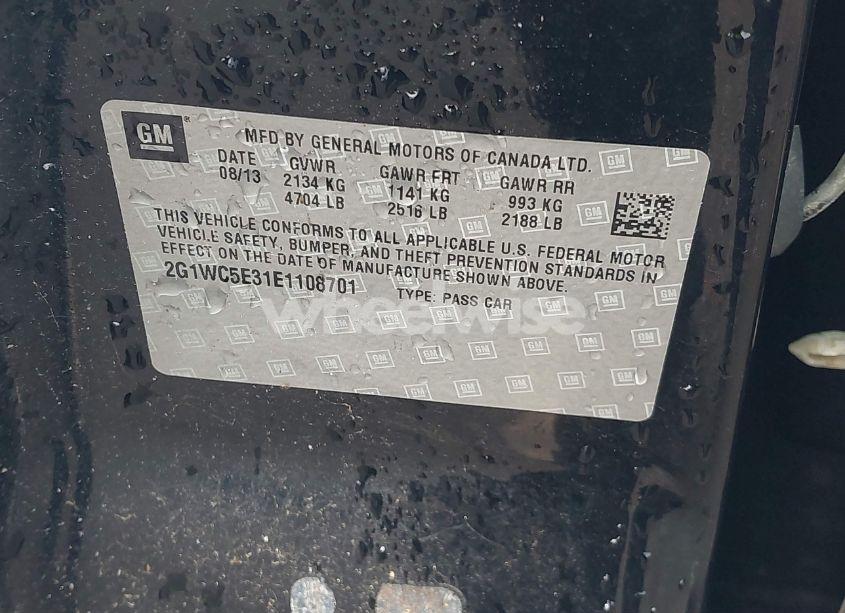 GM ®
MFD BY GENERAL MOTORS OF CANADA LTD.
DATE GVWR GAWR FRT GAWR RR
08/13 2134 KG 1141 KG 993 KG
4704 LB 2516 LB 2188 LB
THIS VEHICLE CONFORMS TO ALL APPLICABLE U.S. FEDERAL MOTOR
VEHICLE SAFETY, BUMPER, AND THEFT PREVENTION STANDARDS IN
EFFECT ON THE DATE OF MANUFACTURE SHOWN ABOVE.
2G1WC5E31E1108701 TYPE: PASS CAR
wheelwise